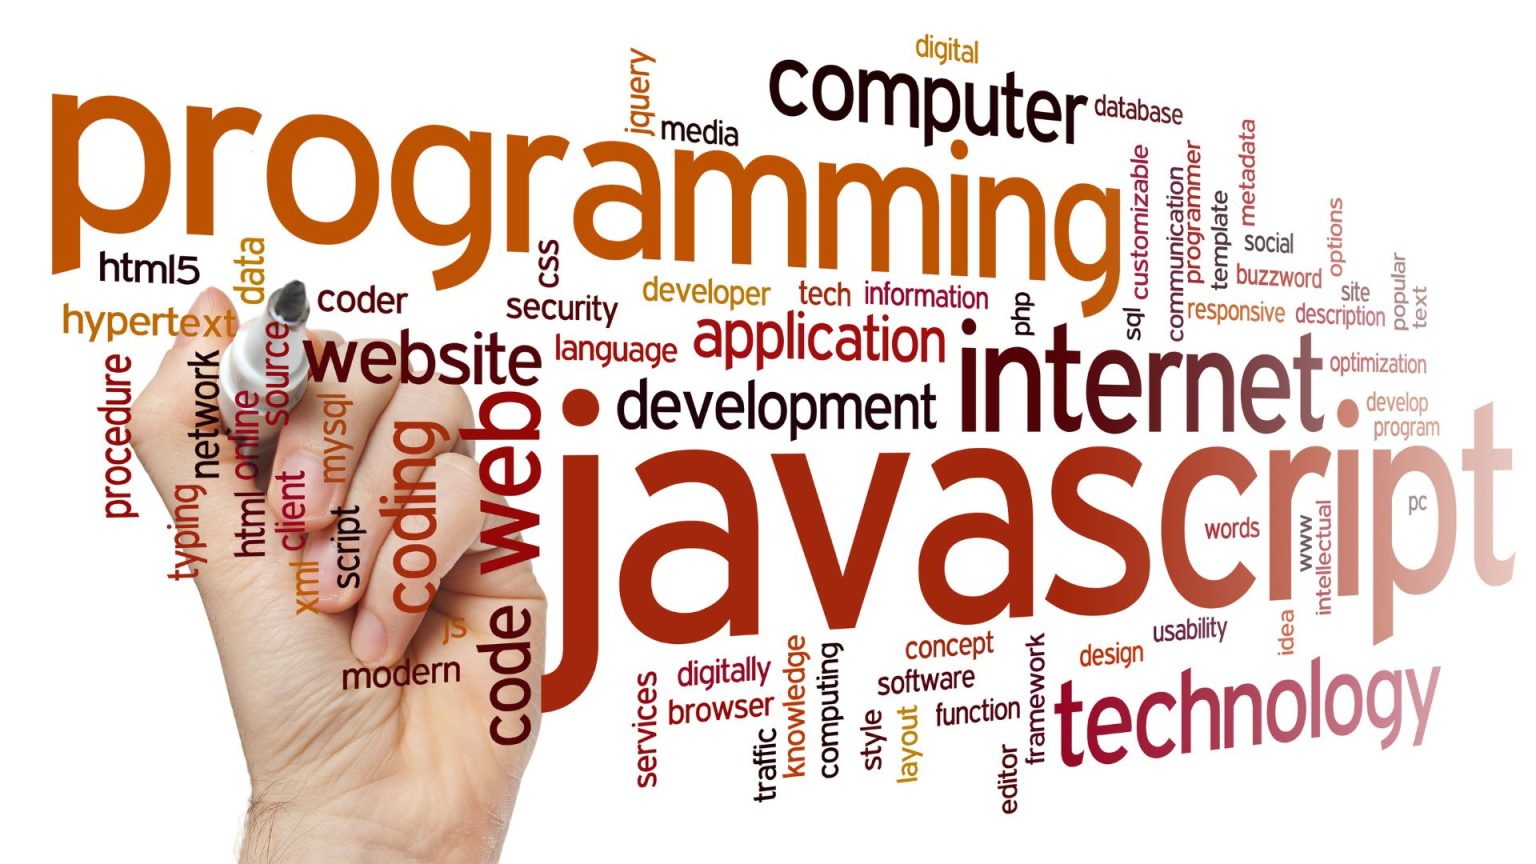 digital
computer
database
jquery
media
programming
customizable
communication
programmer
template
metadata
social
options
buzzword
site
popular
text
responsive
description
html5
data
hypertext
coder
css
security
developer
tech
information
php
sql
application
language
website
internet
optimization
development
develop
program
procedure
network
source
online
html
mysql
typing
client
xml
script
coding
web
code
js
modern
javascript
words
www
intellectual
pc
idea
usability
design
technology
services
digitally
browser
traffic
knowledge
computing
concept
software
style
layout
function
framework
editor